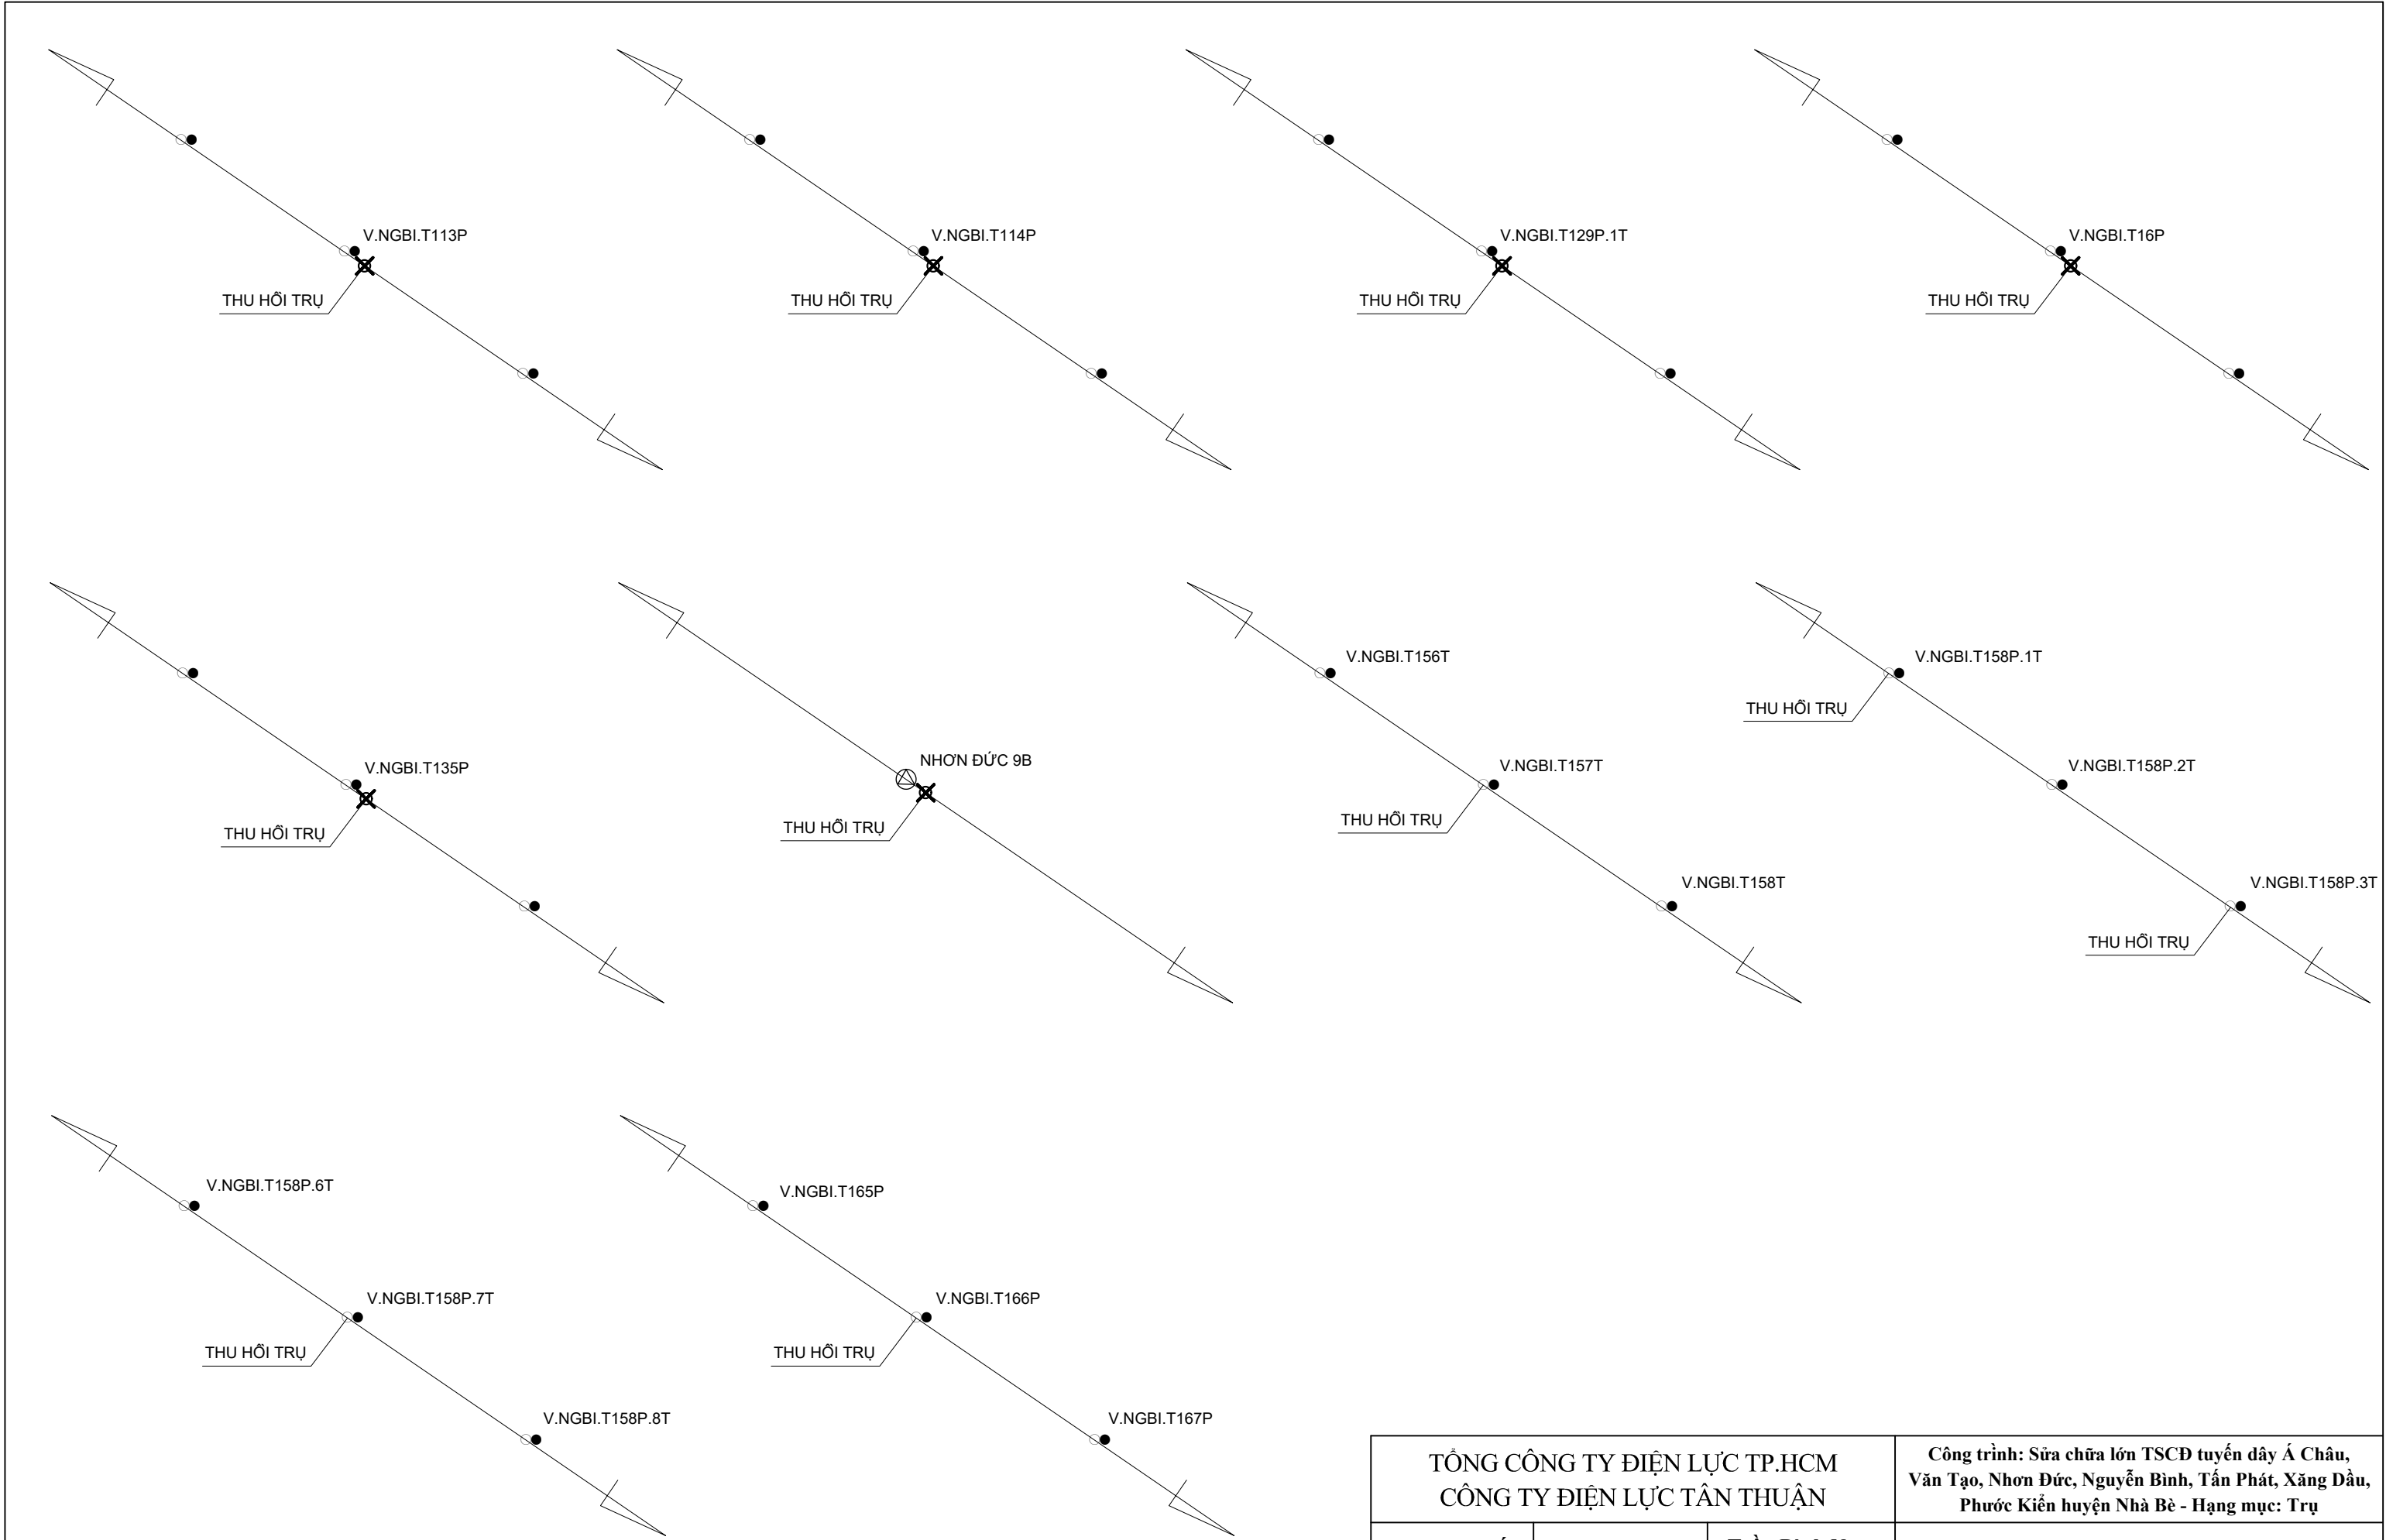 V.NGBI.T113P
THU HỒI TRỤ
V.NGBI.T114P
THU HỒI TRỤ
V.NGBI.T129P.1T
THU HỒI TRỤ
V.NGBI.T16P
THU HỒI TRỤ
V.NGBI.T135P
THU HỒI TRỤ
NHƠN ĐỨC 9B
THU HỒI TRỤ
V.NGBI.T156T
V.NGBI.T157T
THU HỒI TRỤ
V.NGBI.T158T
V.NGBI.T158P.1T
THU HỒI TRỤ
V.NGBI.T158P.2T
V.NGBI.T158P.3T
THU HỒI TRỤ
V.NGBI.T158P.6T
V.NGBI.T158P.7T
THU HỒI TRỤ
V.NGBI.T158P.8T
V.NGBI.T165P
V.NGBI.T166P
THU HỒI TRỤ
V.NGBI.T167P
TỔNG CÔNG TY ĐIỆN LỰC TP.HCM
CÔNG TY ĐIỆN LỰC TÂN THUẬN
Công trình: Sửa chữa lớn TSCĐ tuyến dây Á Châu,
Văn Tạo, Nhơn Đức, Nguyễn Bình, Tấn Phát, Xăng Dầu,
Phước Kiển huyện Nhà Bè - Hạng mục: Trụ